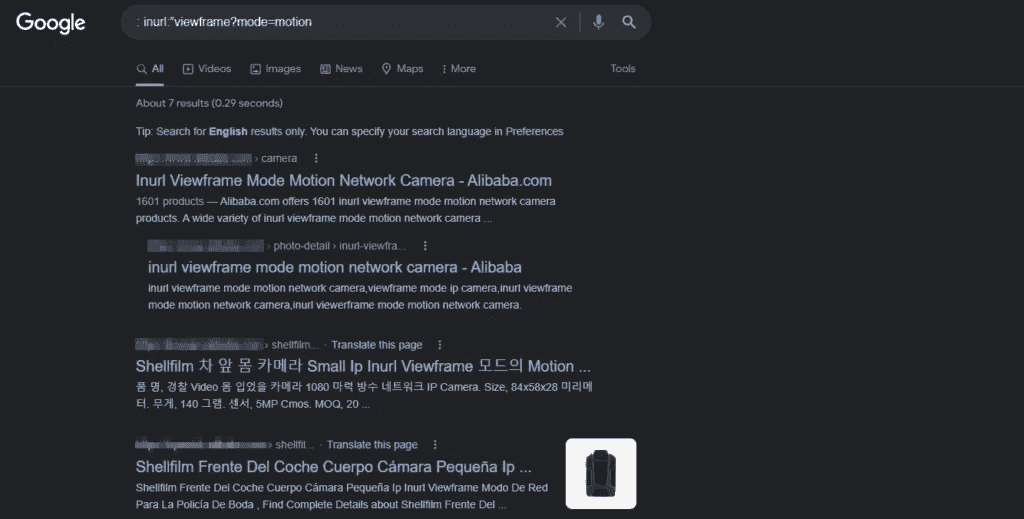 Google
: inurl:"viewframe?mode=motion
All Videos Images News Maps More Tools
About 7 results (0.29 seconds)
Tip: Search for English results only. You can specify your search language in Preferences
› camera
Inurl Viewframe Mode Motion Network Camera - Alibaba.com
1601 products — Alibaba.com offers 1601 inurl viewframe mode motion network camera
products. A wide variety of inurl viewframe mode motion network camera ...
› photo-detail › inurl-viewfra...
inurl viewframe mode motion network camera - Alibaba
inurl viewframe mode motion network camera,viewframe mode ip camera,inurl viewframe
mode motion network camera,inurl viewerframe mode motion network camera.
› shellfilm... · Translate this page
Shellfilm 차 앞 몸 카메라 Small Ip Inurl Viewframe 모드의 Motion ...
품 명, 경찰 Video 몸 입었을 카메라 1080 마력 방수 네트워크 IP Camera. Size, 84x58x28 미리메
터. 무게, 140 그램. 센서, 5MP Cmos. MOQ, 20 ...
› shellfil... · Translate this page
Shellfilm Frente Del Coche Cuerpo Cámara Pequeña Ip ...
Shellfilm Frente Del Coche Cuerpo Cámara Pequeña Ip Inurl Viewframe Modo De Red
Para La Policía De Boda , Find Complete Details about Shellfilm Frente Del ...